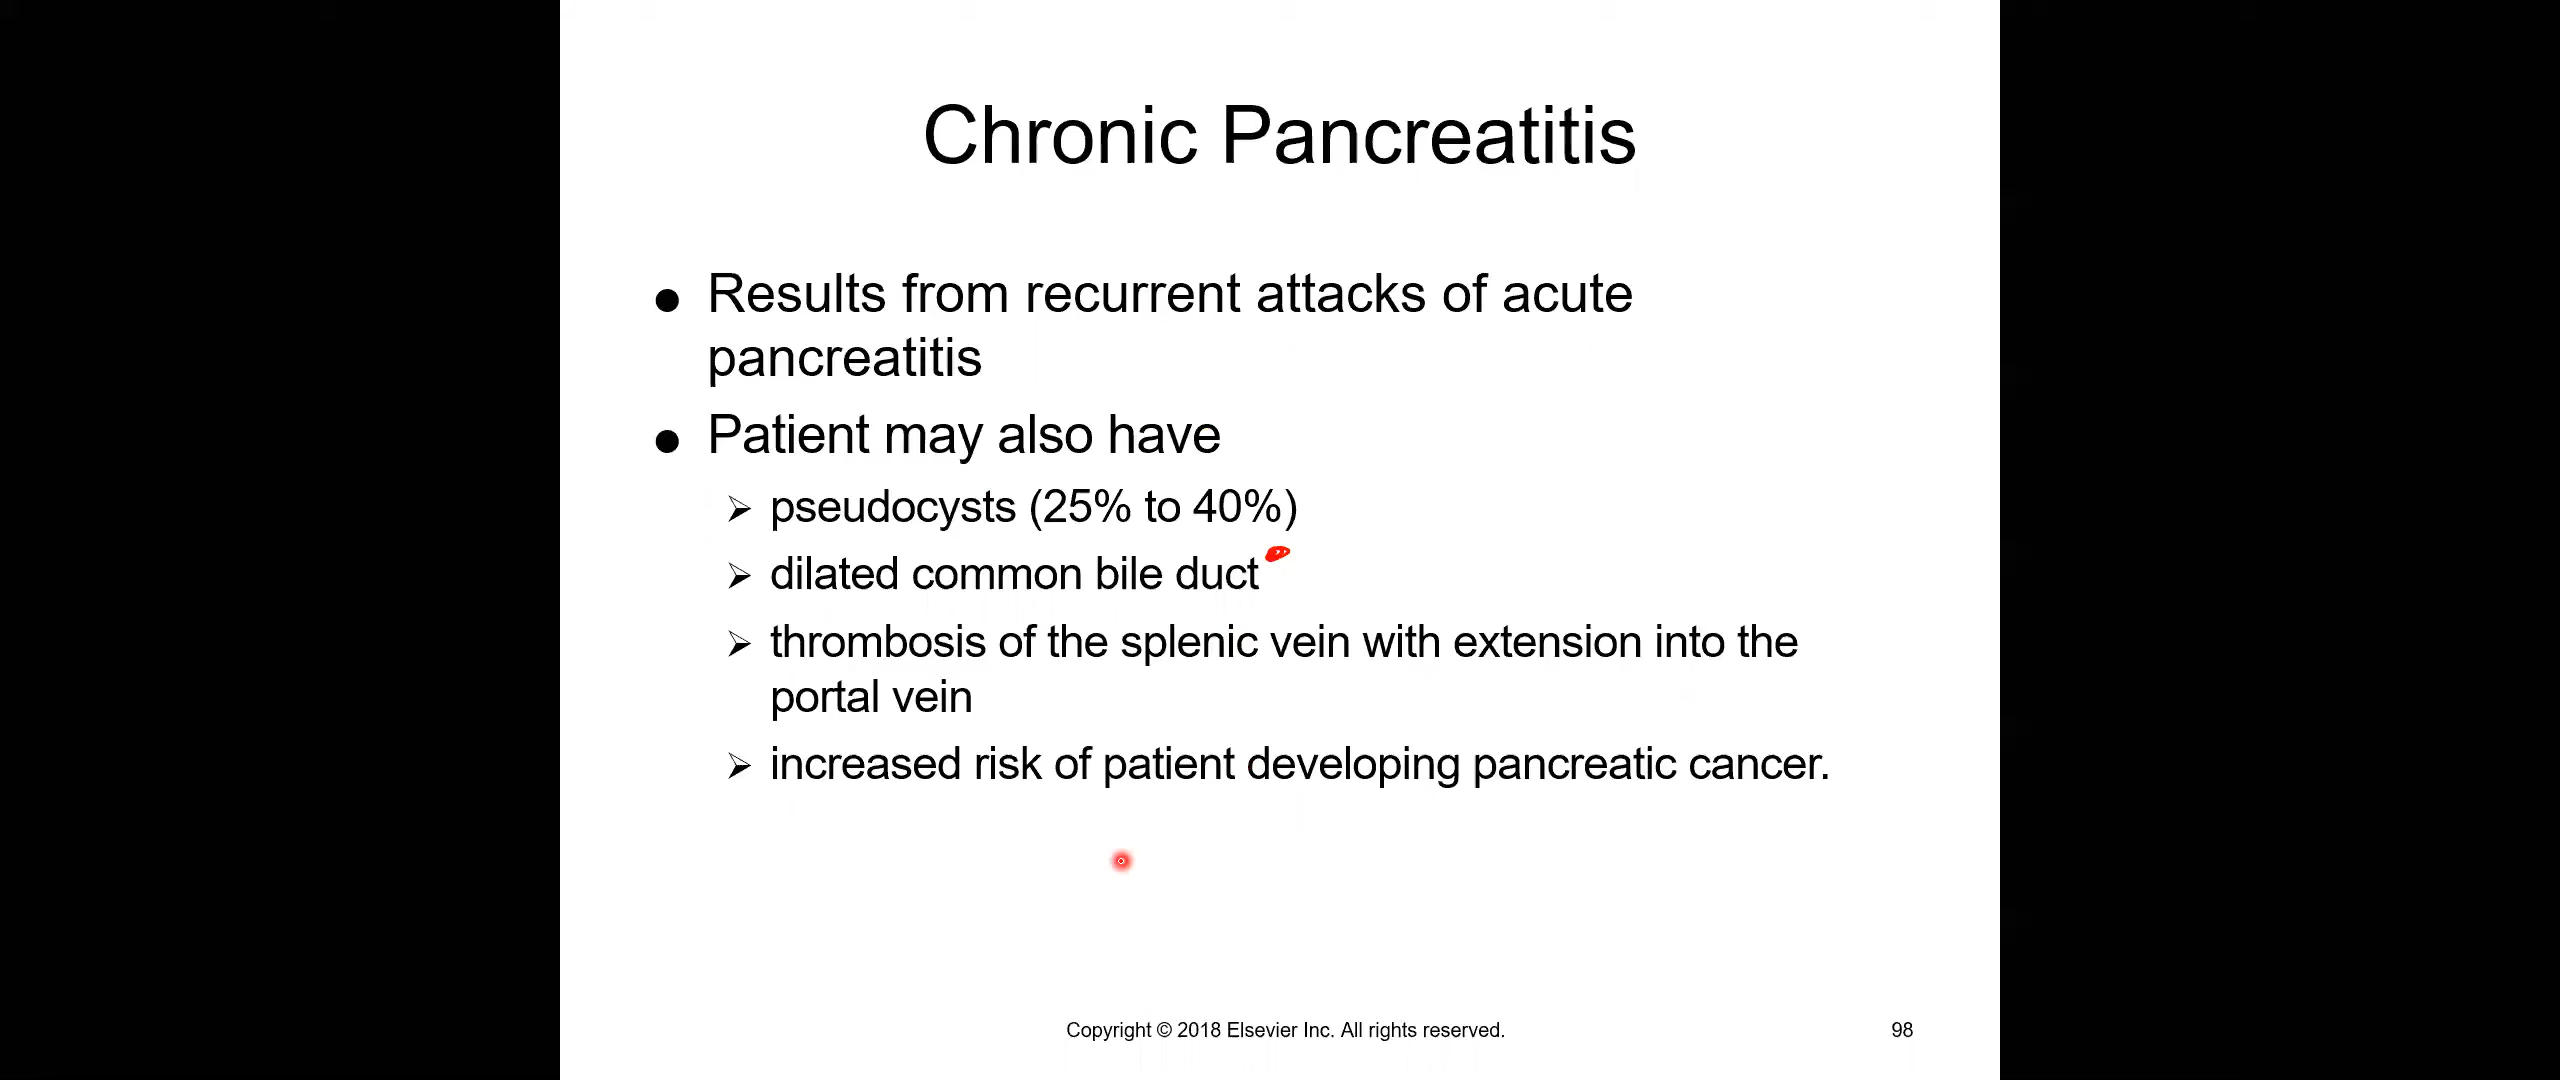 Chronic Pancreatitis
● Results from recurrent attacks of acute
pancreatitis
● Patient may also have
➢ pseudocysts (25% to 40%)
➢ dilated common bile duct
➢ thrombosis of the splenic vein with extension into the
portal vein
➢ increased risk of patient developing pancreatic cancer.
Copyright © 2018 Elsevier Inc. All rights reserved.
98